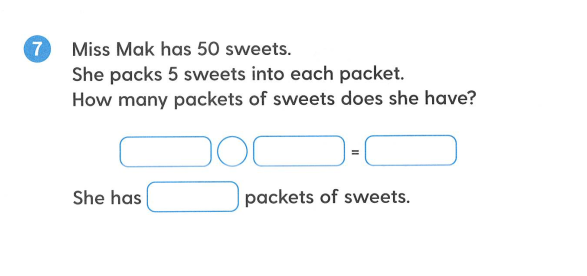 7 Miss Mak has 50 sweets.
She packs 5 sweets into each packet.
How many packets of sweets does she have?
=
She has packets of sweets.